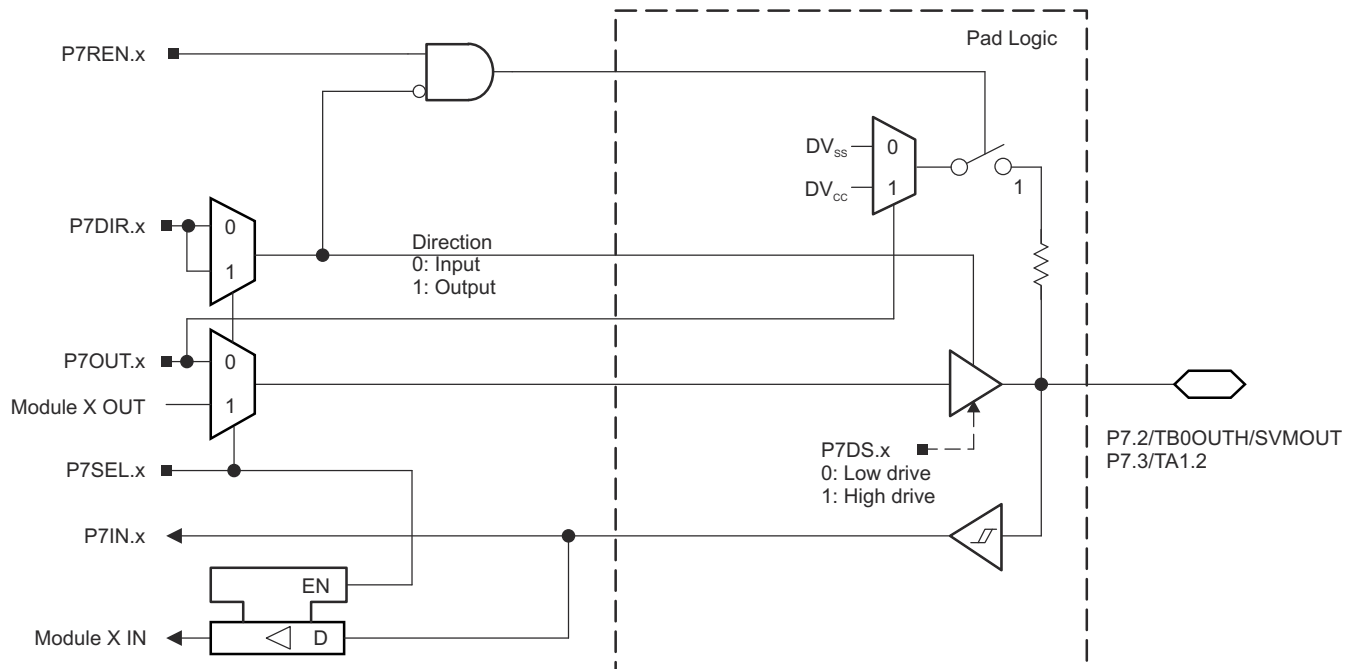 Pad Logic
P7REN.x
DVss
0
DVcc
1
1
P7DIR.x
0
1
Direction
0: Input
1: Output
P7OUT.x
0
Module X OUT
1
P7DS.x
0: Low drive
1: High drive
P7.2/TB0OUTH/SVMOUT
P7.3/TA1.2
P7SEL.x
P7IN.x
EN
Module X IN
D